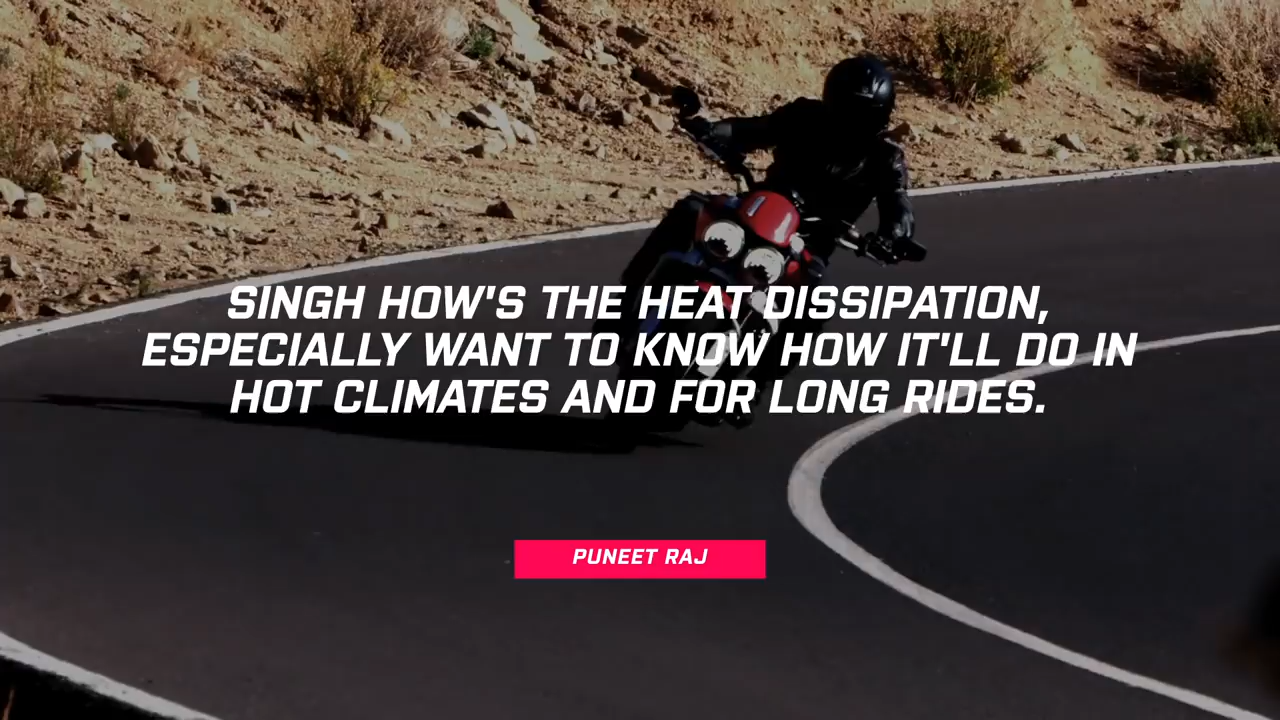 SINGH HOW'S THE HEAT DISSIPATION,
ESPECIALLY WANT TO KNOW HOW IT'LL DO IN
HOT CLIMATES AND FOR LONG RIDES.
PUNEET RAJ